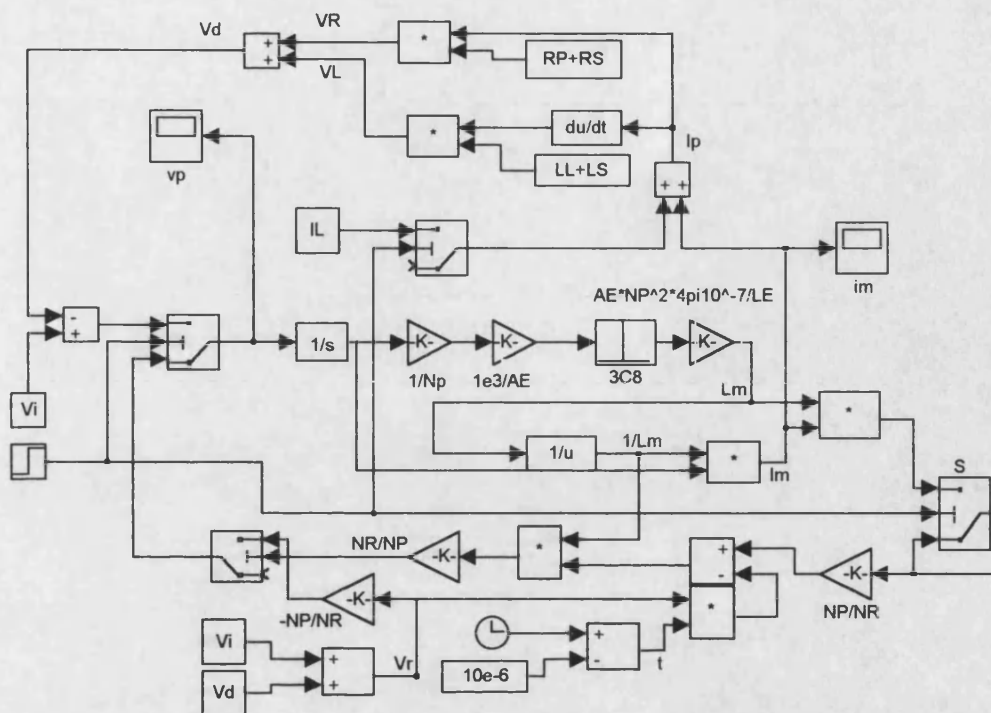 Vd
VR
+
+
*
RP+RS
VL
*
du/dt
Ip
LL+LS
vp
+ +
IL
im
AE*NP^2*4pi10^-7/LE
-
+
1/s
-K-
-K-
-K-
1/Np
1e3/AE
3C8
Lm
Vi
*
1/u
1/Lm
*
Im
S
NR/NP
-K-
*
+
-
-K-
NP/NR
-K-
-NP/NR
*
Vi
+
+
Vr
+
-
t
10e-6
Vd